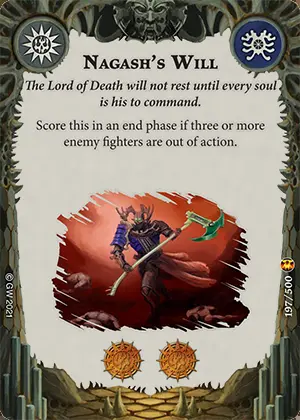 NAGASH'S WILL
The Lord of Death will not rest until every soul
is his to command.
Score this in an end phase if three or more
enemy fighters are out of action.
© GW 2021
197/500